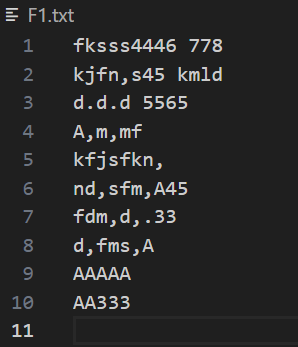 F1.txt
1 fksss4446 778
2 kjfn,s45 kmld
3 d.d.d 5565
4 A,m,mf
5 kfjsfkn,
6 nd,sfm,A45
7 fdm,d,.33
8 d,fms,A
9 AAAAA
10 AA333
11